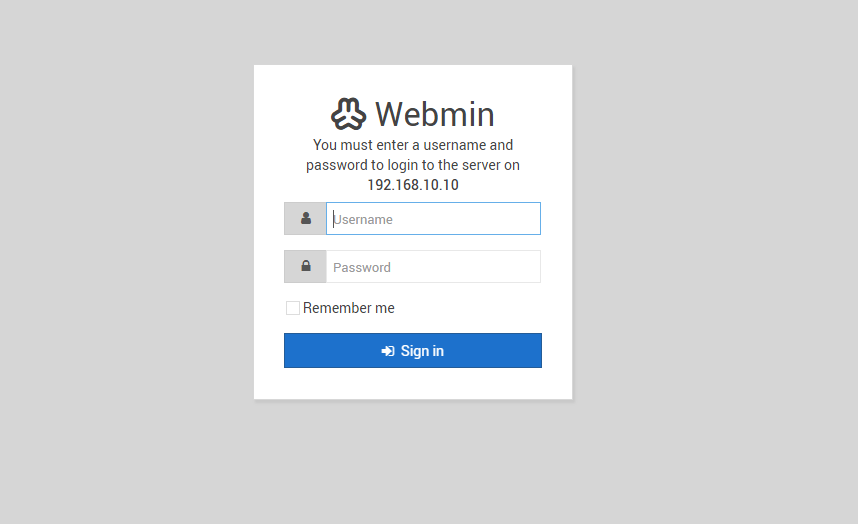 Webmin
You must enter a username and
password to login to the server on
192.168.10.10
Username
Password
Remember me
Sign in